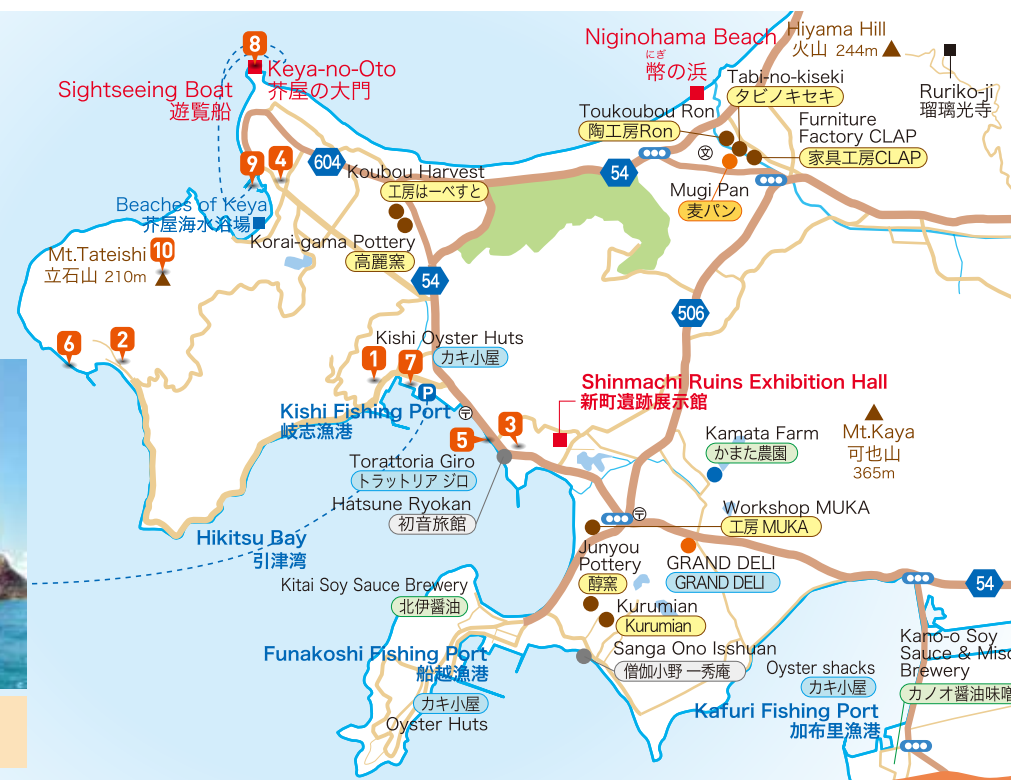 8
Keya-no-Oto
芥屋の大門
Sightseeing Boat
遊覧船
Niginohama Beach
にぎ
幣の浜
Hiyama Hill
火山 244m
Ruriko-ji
瑠璃光寺
Tabi-no-kiseki
タビノキセキ
Toukoubou Ron
陶工房Ron
Furniture
Factory CLAP
家具工房CLAP
文
Mugi Pan
麦パン
9
4
604
54
Koubou Harvest
工房はーべすと
Beaches of Keya
芥屋海水浴場
Korai-gama Pottery
高麗窯
Mt.Tateishi
立石山 210m
10
54
506
6
2
Kishi Oyster Huts
カキ小屋
1
7
P
Kishi Fishing Port
岐志漁港
〒
Shinmachi Ruins Exhibition Hall
新町遺跡展示館
5
3
Mt.Kaya
可也山
365m
Kamata Farm
かまた農園
Torattoria Giro
トラットリア ジロ
Hatsune Ryokan
初音旅館
〒
Workshop MUKA
工房 MUKA
Hikitsu Bay
引津湾
Junyou
Pottery
醇窯
GRAND DELI
GRAND DELI
54
Kitai Soy Sauce Brewery
北伊醤油
Kurumian
Kurumian
Sanga Ono Isshuan
僧伽小野 一秀庵
Funakoshi Fishing Port
船越漁港
カキ小屋
Oyster Huts
Oyster shacks
カキ小屋
Kafuri Fishing Port
加布里漁港
Kano-o Soy
Sauce & Miso
Brewery
カノオ醤油味噌